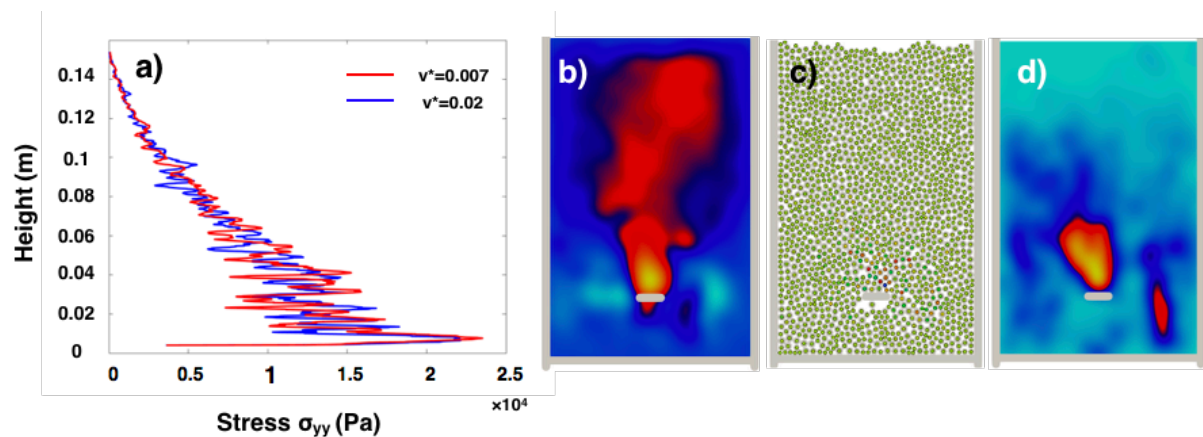 a)
v*=0.007
v*=0.02
0.14
0.12
0.1
0.08
0.06
0.04
0.02
0
Height (m)
0 0.5 1 1.5 2 2.5
×10⁴
Stress σyy (Pa)
b)
c)
d)